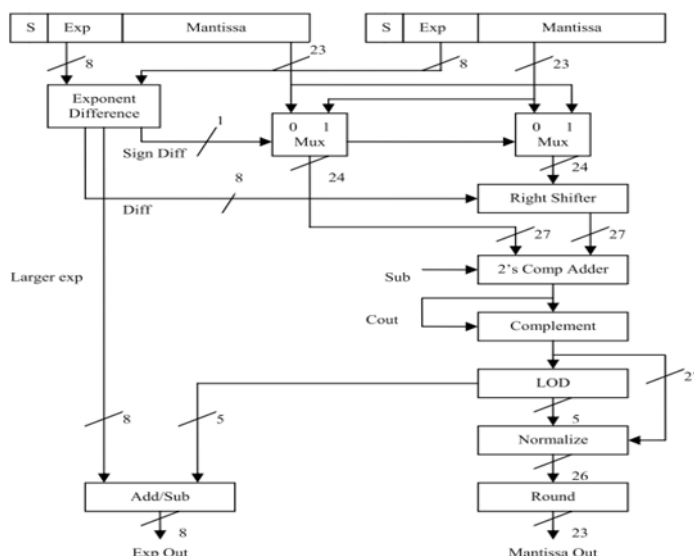 S Exp Mantissa S Exp Mantissa
8 23 8 23
Exponent
Difference
1
Sign Diff
0 1
Mux
0 1
Mux
24 24
8
Diff
Right Shifter
27 27
Larger exp
Sub
2's Comp Adder
Cout
Complement
27
LOD
8 5 5
Normalize
26
Add/Sub
Round
8 23
Exp Out
Mantissa Out